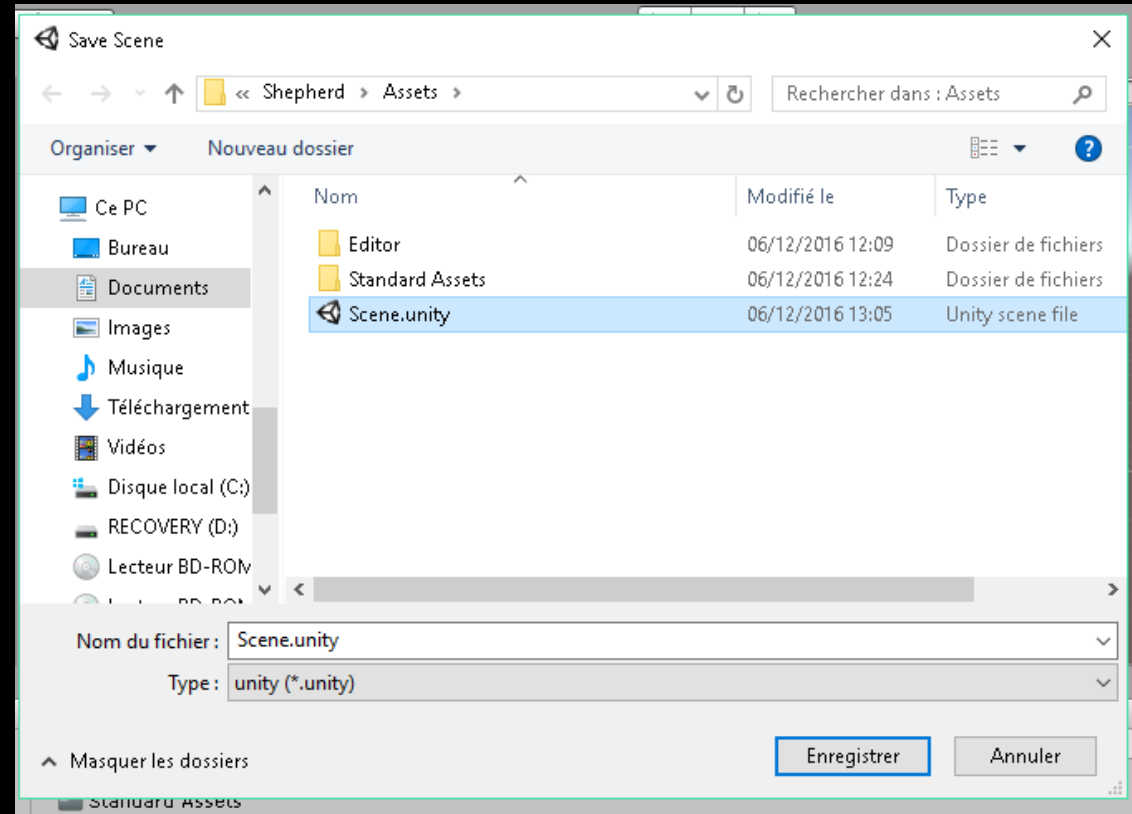 Save Scene
« Shepherd > Assets >
Rechercher dans : Assets
Organiser
Nouveau dossier
Nom
Modifié le
Type
Ce PC
Bureau
Documents
Images
Musique
Téléchargement
Vidéos
Disque local (C:)
RECOVERY (D:)
Lecteur BD-ROM
Editor 06/12/2016 12:09 Dossier de fichiers
Standard Assets 06/12/2016 12:24 Dossier de fichiers
Scene.unity 06/12/2016 13:05 Unity scene file
Nom du fichier : Scene.unity
Type : unity (*.unity)
Masquer les dossiers
Enregistrer
Annuler
Standard Assets